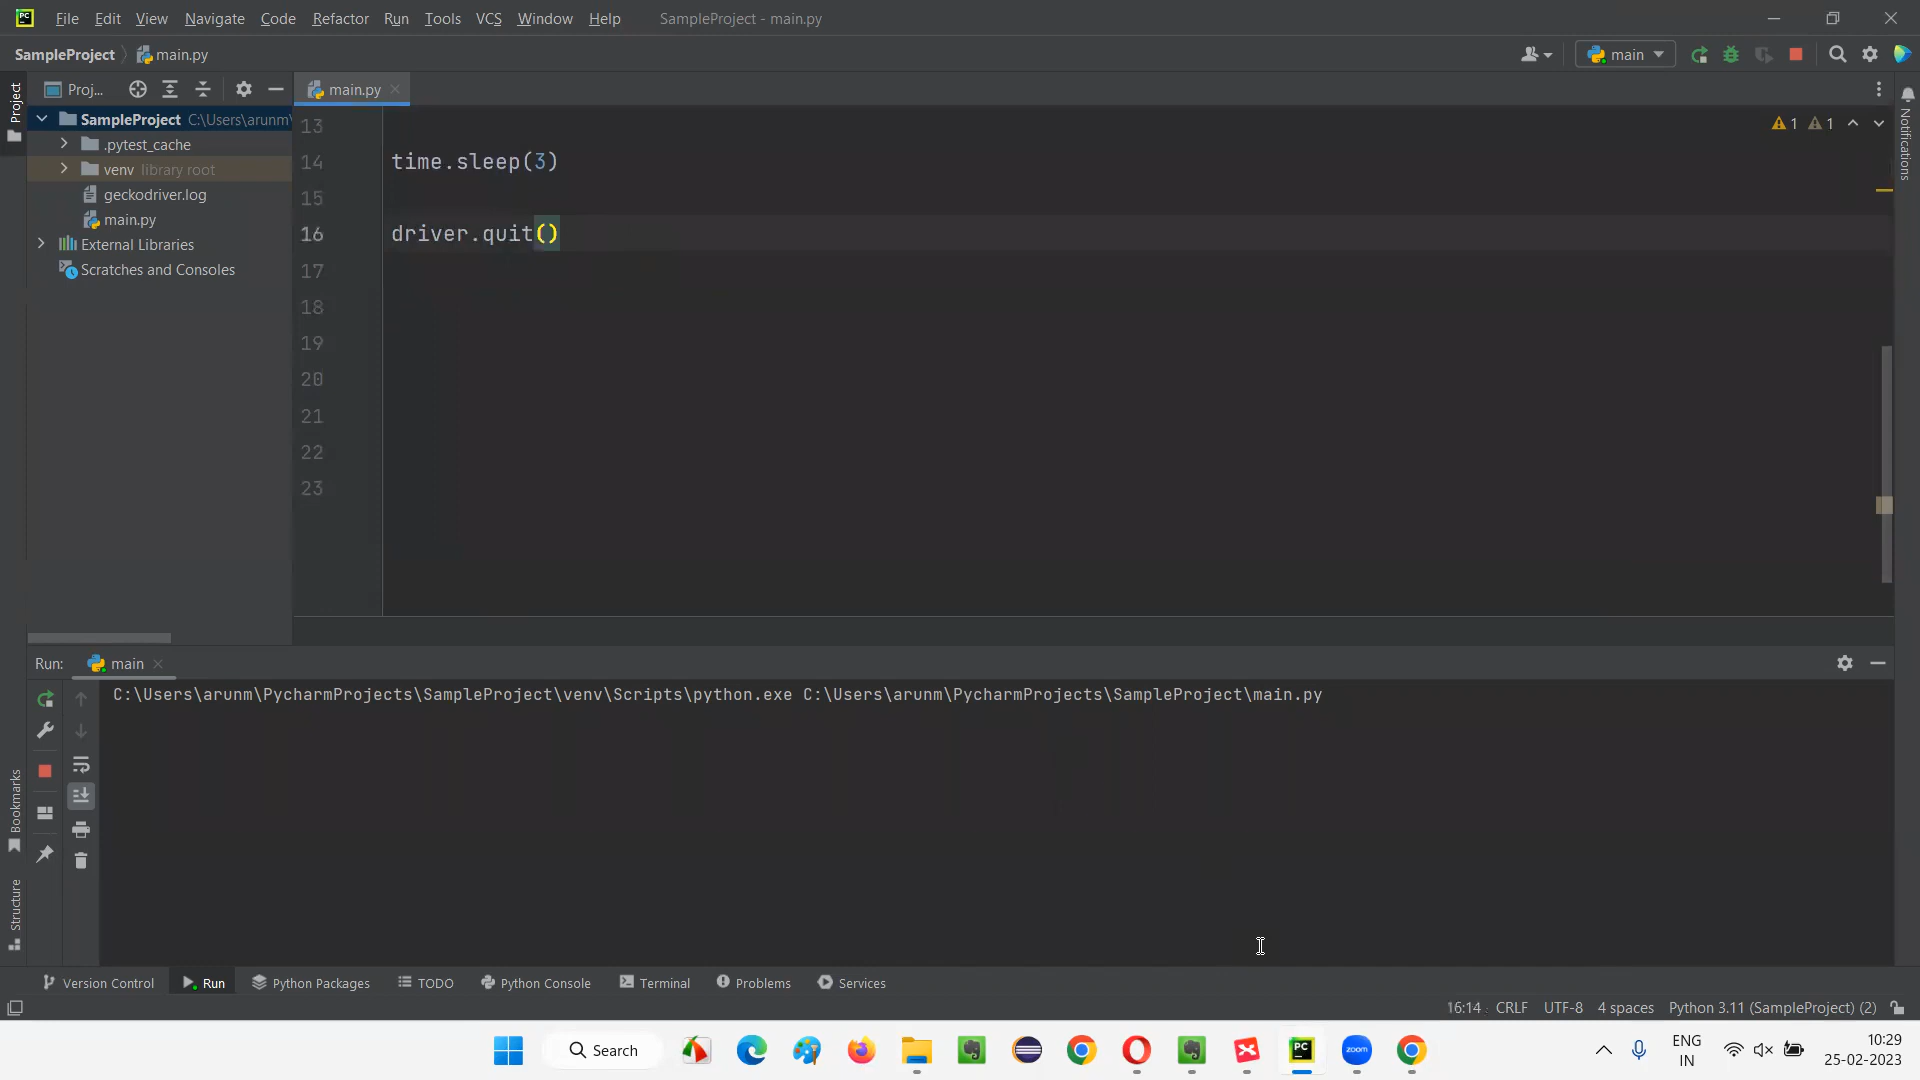 PC File Edit View Navigate Code Refactor Run Tools VCS Window Help SampleProject - main.py
SampleProject main.py main
Project Proj... main.py
SampleProject C:\Users\arunm\
.pytest_cache
venv library root
geckodriver.log
main.py
External Libraries
Scratches and Consoles
Notifications
1 1
13
14 time.sleep(3)
15
16 driver.quit()
17
18
19
20
21
22
23
Run: main
C:\Users\arunm\PycharmProjects\SampleProject\venv\Scripts\python.exe C:\Users\arunm\PycharmProjects\SampleProject\main.py
Bookmarks
Structure
Version Control Run Python Packages TODO Python Console Terminal Problems Services
16:14 CRLF UTF-8 4 spaces Python 3.11 (SampleProject) (2)
Search PC zoom ENG
IN
10:29
25-02-2023